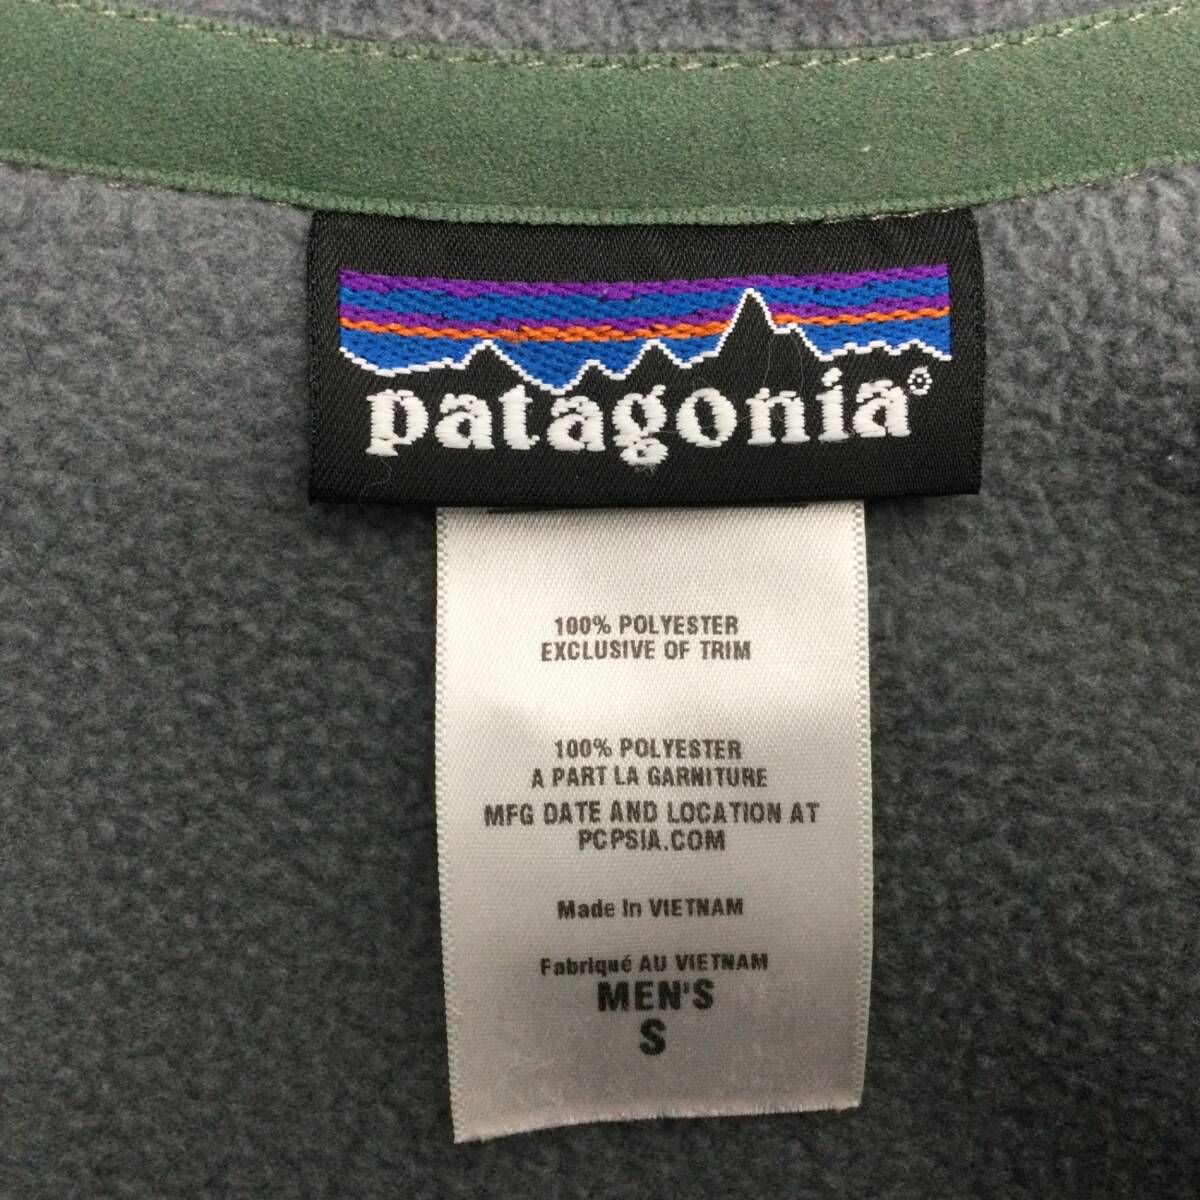 patagonia®
100% POLYESTER
EXCLUSIVE OF TRIM
100% POLYESTER
A PART LA GARNITURE
MFG DATE AND LOCATION AT
PCPSIA.COM
Made In VIETNAM
Fabriqué AU VIETNAM
MEN'S
S